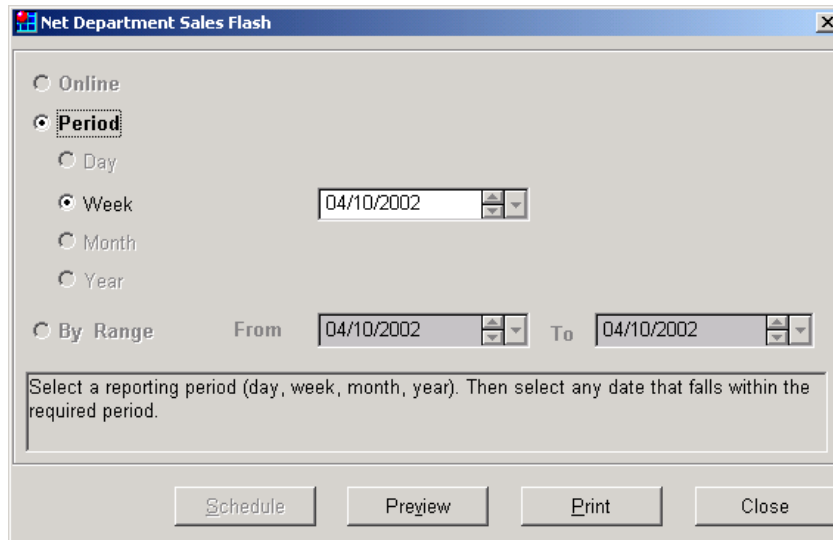 Net Department Sales Flash
Online
Period
Day
Week 04/10/2002
Month
Year
By Range From 04/10/2002 To 04/10/2002
Select a reporting period (day, week, month, year). Then select any date that falls within the
required period.
Schedule Preview Print Close